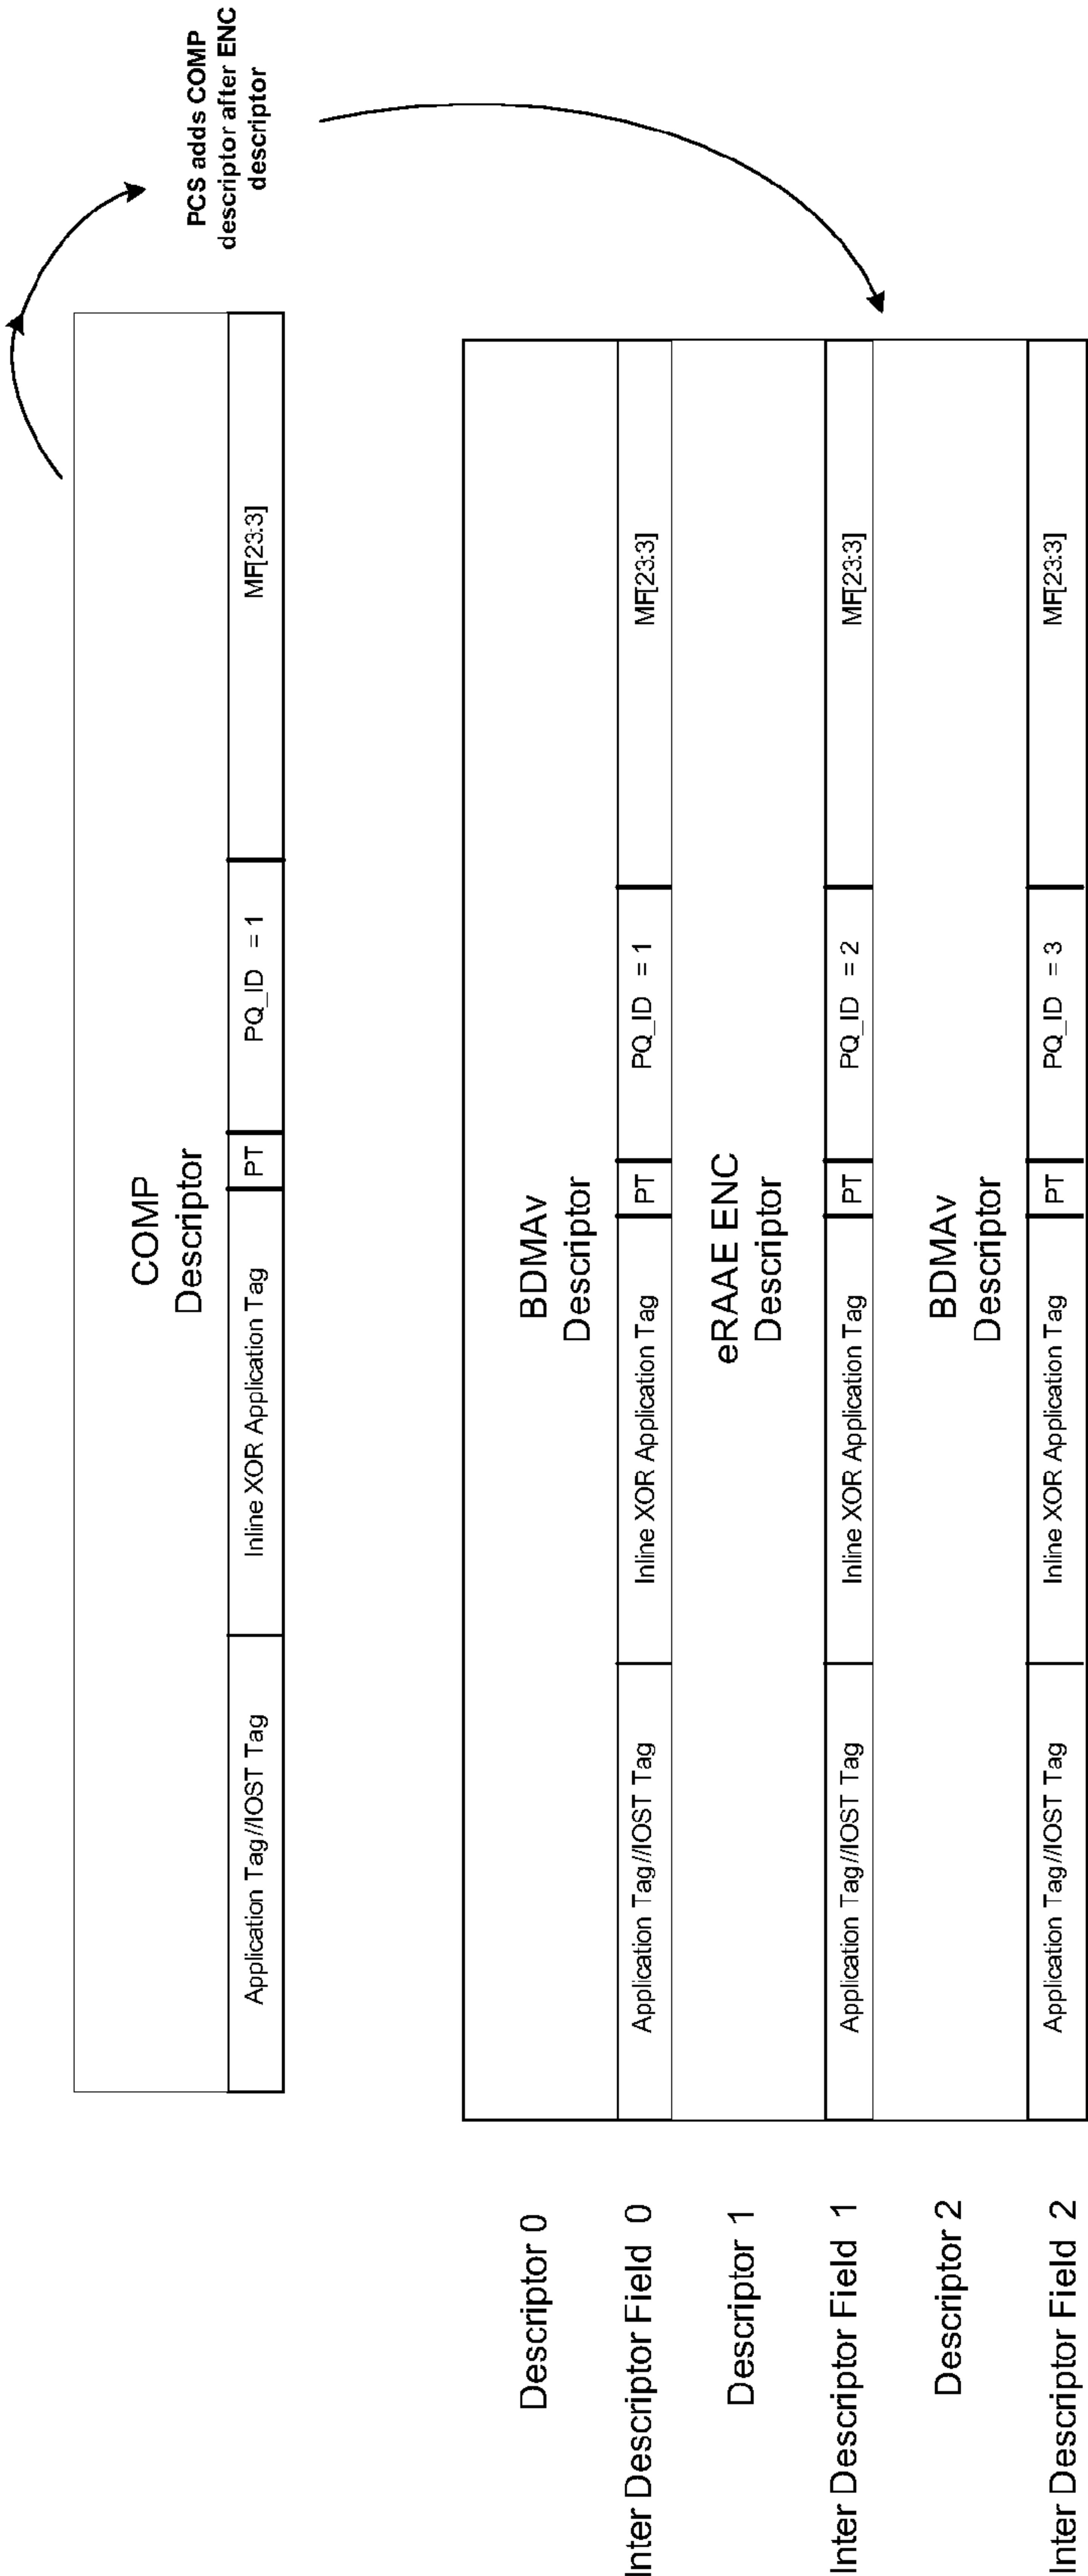 COMP
Descriptor
Application Tag//IOST Tag
Inline XOR Application Tag
PT
PQ_ID = 1
MF[23:3]
PCS adds COMP
descriptor after ENC
descriptor
Descriptor 0
BDMAv
Descriptor
Inter Descriptor Field 0
Application Tag//IOST Tag
Inline XOR Application Tag
PT
PQ_ID = 1
MF[23:3]
Descriptor 1
eRAAE ENC
Descriptor
Inter Descriptor Field 1
Application Tag//IOST Tag
Inline XOR Application Tag
PT
PQ_ID = 2
MF[23:3]
Descriptor 2
BDMAv
Descriptor
Inter Descriptor Field 2
Application Tag//IOST Tag
Inline XOR Application Tag
PT
PQ_ID = 3
MF[23:3]